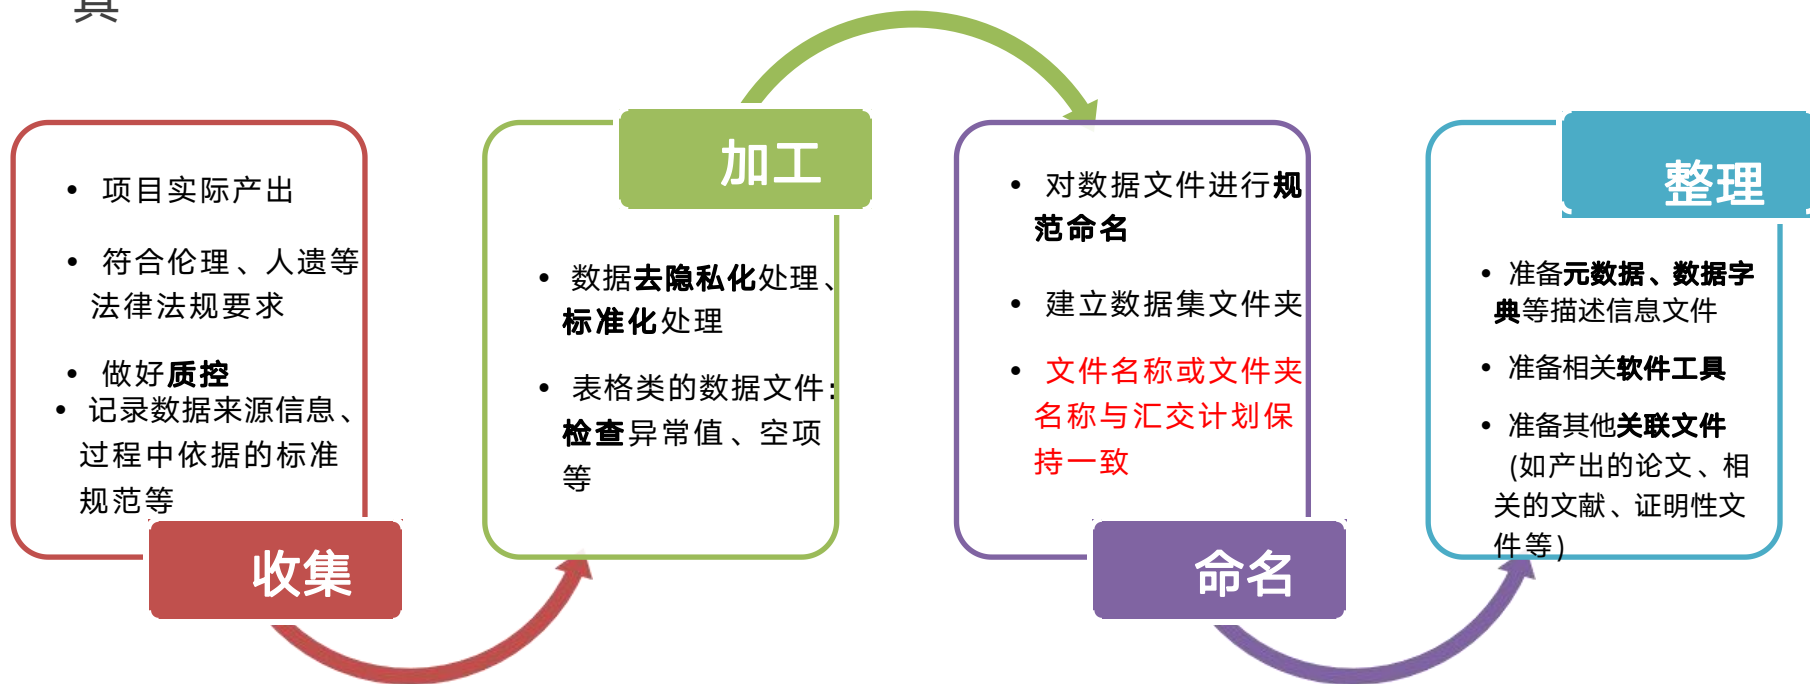 • 项目实际产出
• 符合伦理、人遗等
法律法规要求
• 做好质控
• 记录数据来源信息、
过程中依据的标准
规范等
收集
加工
• 数据去隐私化处理、
标准化处理
• 表格类的数据文件:
检查异常值、空项
等
• 对数据文件进行规
范命名
• 建立数据集文件夹
• 文件名称或文件夹
名称与汇交计划保
持一致
命名
整理
• 准备元数据、数据字
典等描述信息文件
• 准备相关软件工具
• 准备其他关联文件
(如产出的论文、相
关的文献、证明性文
件等)